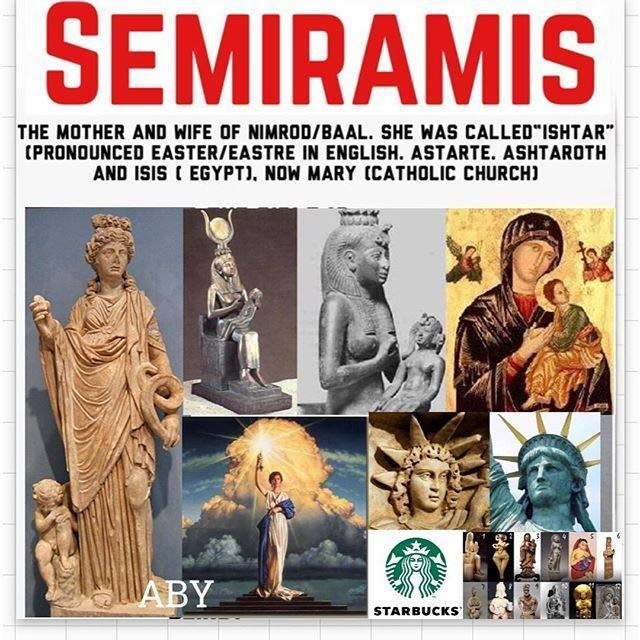 SEMIRAMIS
THE MOTHER AND WIFE OF NIMROD/BAAL. SHE WAS CALLED"ISHTAR"
(PRONOUNCED EASTER/EASTRE IN ENGLISH. ASTARTE. ASHTAROTH
AND ISIS ( EGYPT), NOW MARY (CATHOLIC CHURCH)
ABY
STARBUCKS